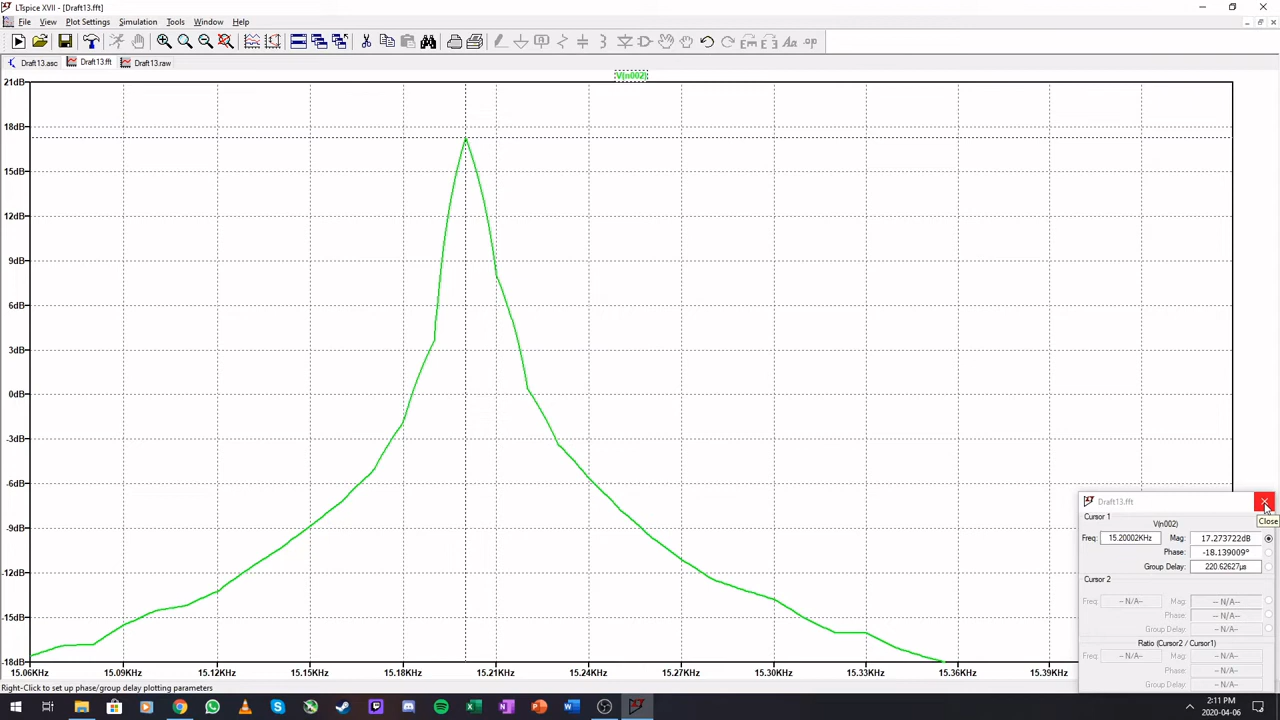 LTspice XVII - [Draft13.fft]
File View Plot Settings Simulation Tools Window Help
Draft13.asc Draft13.fft Draft13.raw
V(n002)
21dB
18dB
15dB
12dB
9dB
6dB
3dB
0dB
-3dB
-6dB
-9dB
-12dB
-15dB
-18dB
15.06KHz 15.09KHz 15.12KHz 15.15KHz 15.18KHz 15.21KHz 15.24KHz 15.27KHz 15.30KHz 15.33KHz 15.36KHz 15.39KHz
Draft13.fft
Close
Cursor 1
V(n002)
Freq: 15.20002KHz Mag: 17.273722dB
Phase: -18.139009°
Group Delay: 220.62627µs
Cursor 2
Freq: -- N/A-- Mag: -- N/A--
Phase: -- N/A--
Group Delay: -- N/A--
Ratio (Cursor2 / Cursor1)
Freq: -- N/A-- Mag: -- N/A--
Phase: -- N/A--
Group Delay: -- N/A--
Right-Click to set up phase/group delay plotting parameters
2:11 PM
2020-04-06